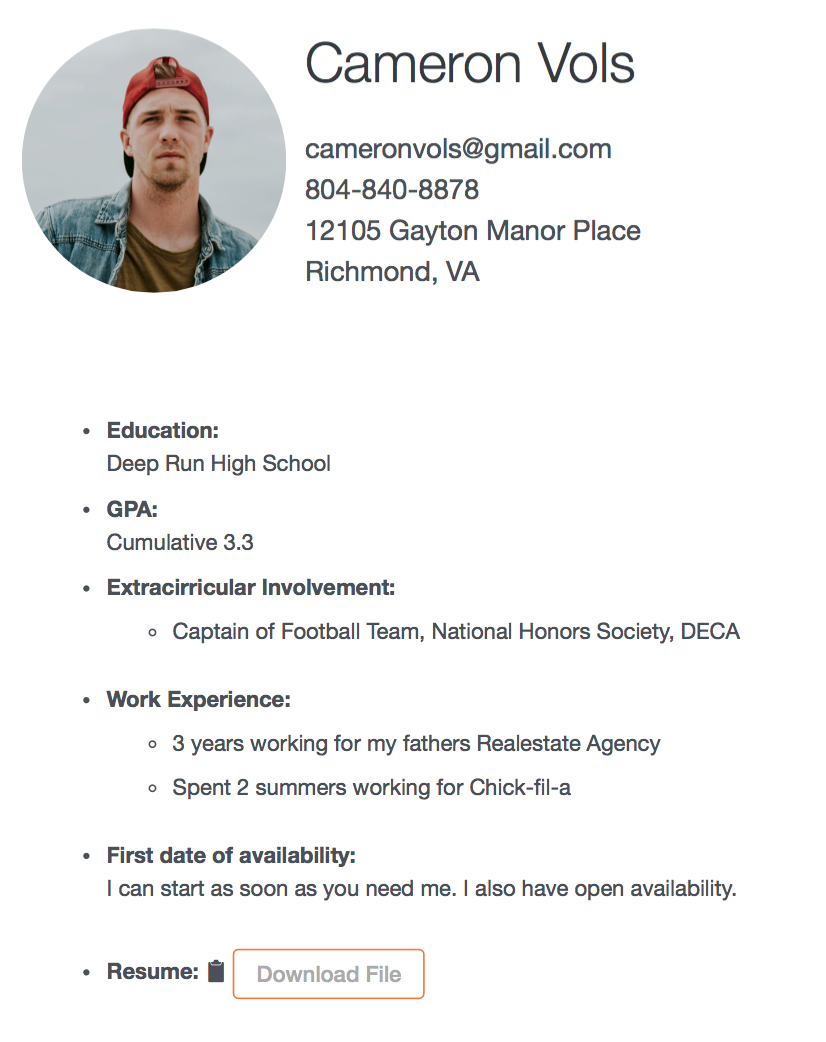 Cameron Vols
cameronvols@gmail.com
804-840-8878
12105 Gayton Manor Place
Richmond, VA
Education:
Deep Run High School
GPA:
Cumulative 3.3
Extracirricular Involvement:
Captain of Football Team, National Honors Society, DECA
Work Experience:
3 years working for my fathers Realestate Agency
Spent 2 summers working for Chick-fil-a
First date of availability:
I can start as soon as you need me. I also have open availability.
Resume: Download File